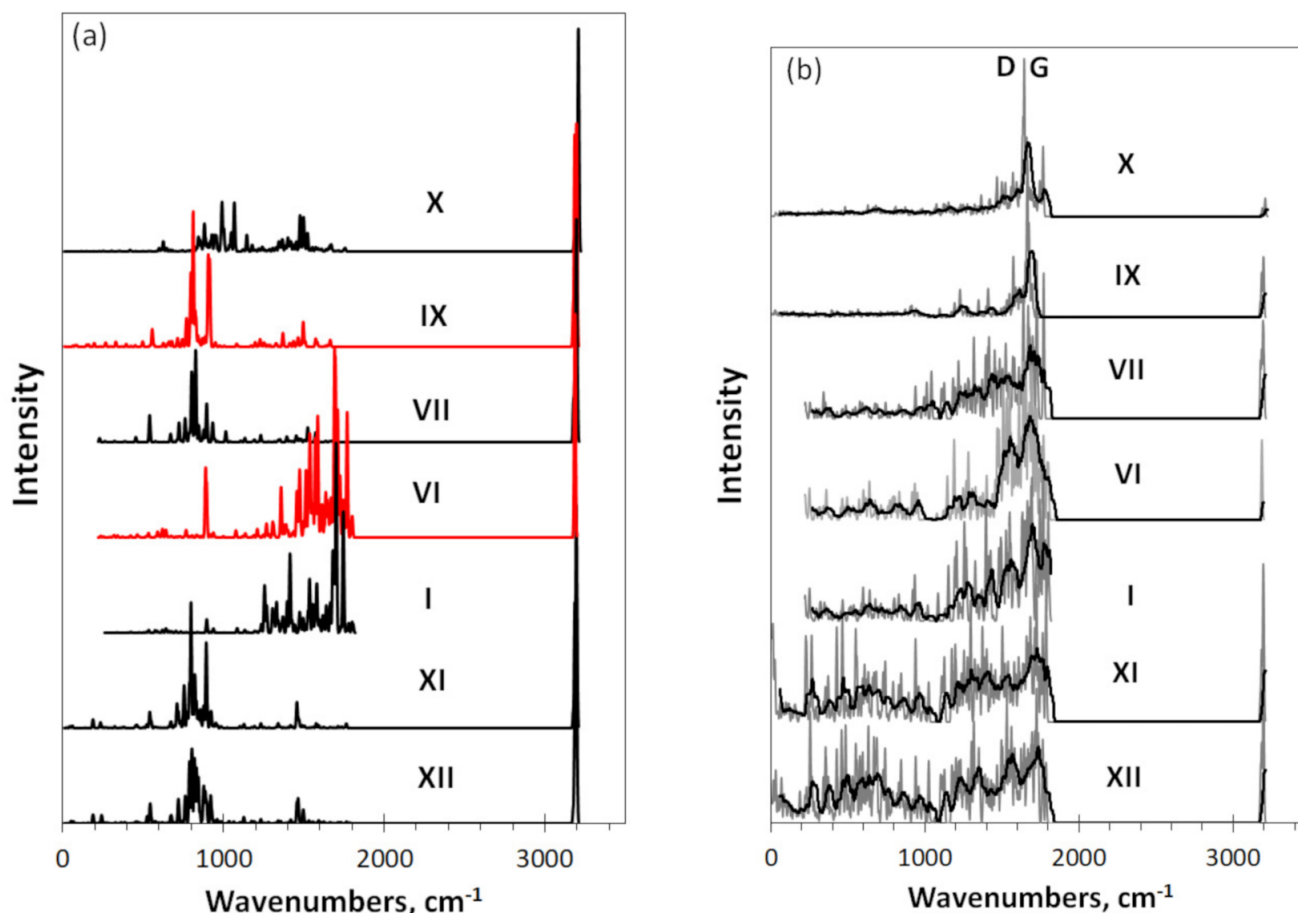 (a)
X
IX
VII
VI
I
XI
XII
Intensity
0 1000 2000 3000
Wavenumbers, cm-1
(b)
D G
X
IX
VII
VI
I
XI
XII
Intensity
0 1000 2000 3000
Wavenumbers, cm-1